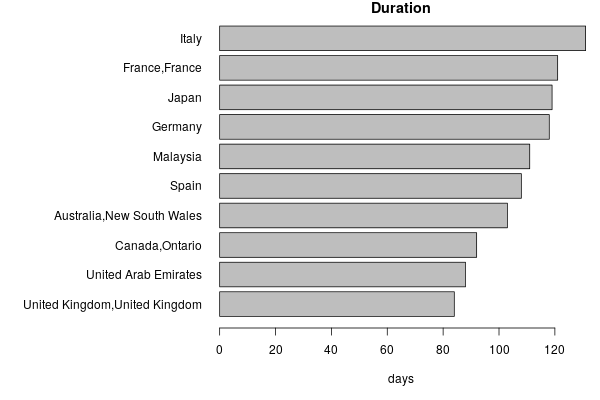 Duration
Italy
France,France
Japan
Germany
Malaysia
Spain
Australia,New South Wales
Canada,Ontario
United Arab Emirates
United Kingdom,United Kingdom
0 20 40 60 80 100 120
days